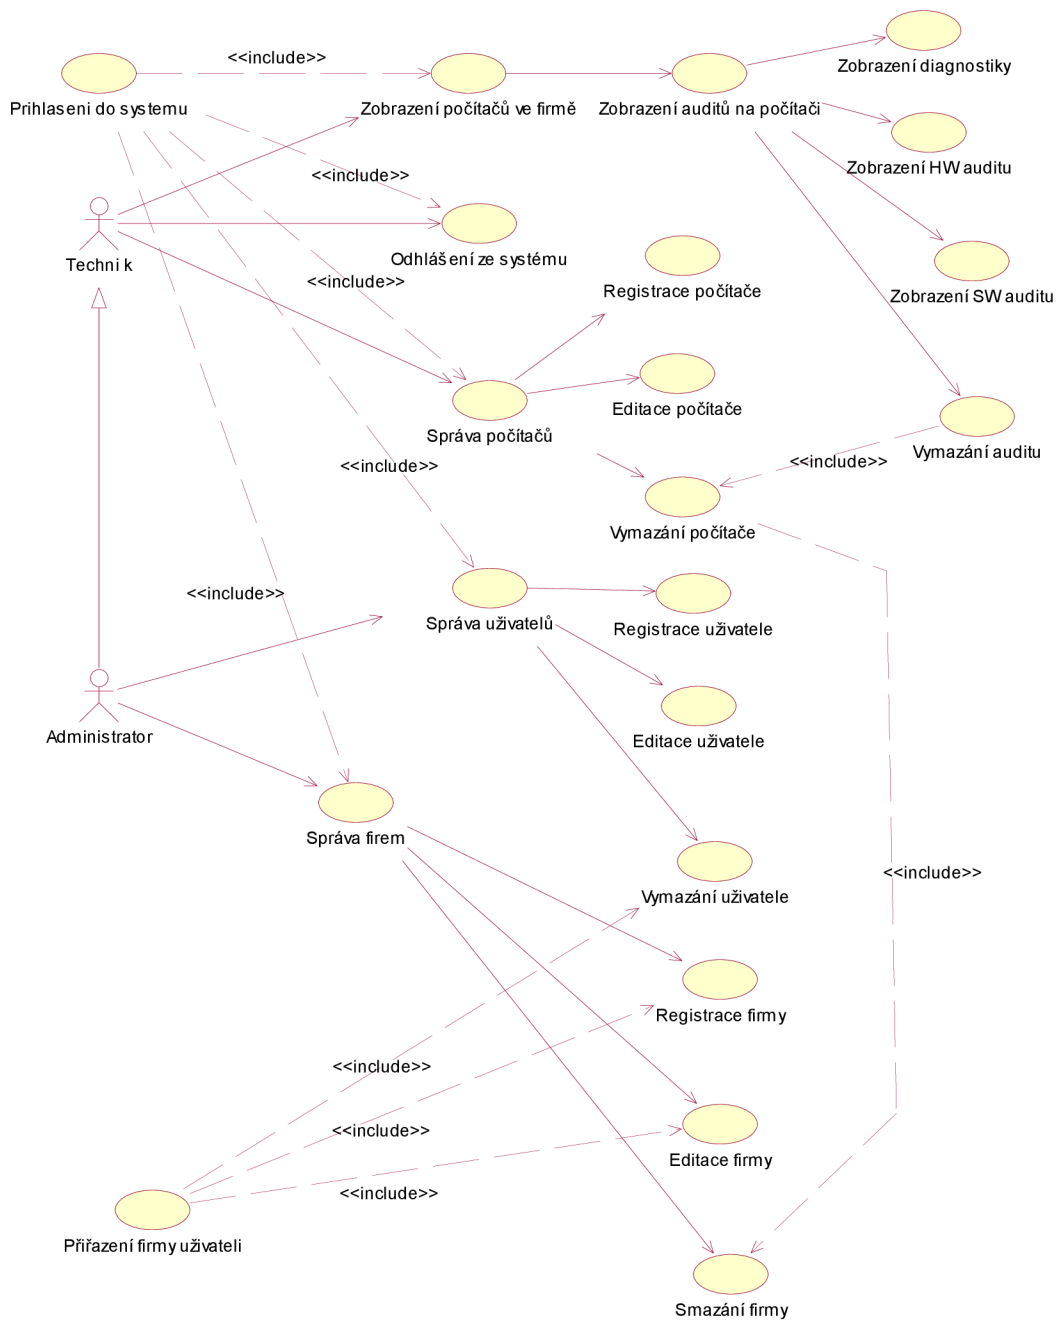 <<include>>
Zobrazení diagnostiky
Prihlaseni do systemu
Zobrazení počítačů ve firmě
Zobrazení auditů na počítači
<<include>>
Zobrazení HW auditu
Technik
Odhlášení ze systému
<<include>>
Registrace počítače
Zobrazení SW auditu
Editace počítače
Správa počítačů
<<include>>
<<include>>
Vymazání auditu
Vymazání počítače
<<include>>
Správa uživatelů
Registrace uživatele
Administrator
Editace uživatele
Správa firem
<<include>>
Vymazání uživatele
Registrace firmy
<<include>>
<<include>>
Editace firmy
<<include>>
Přiřazení firmy uživateli
Smazání firmy